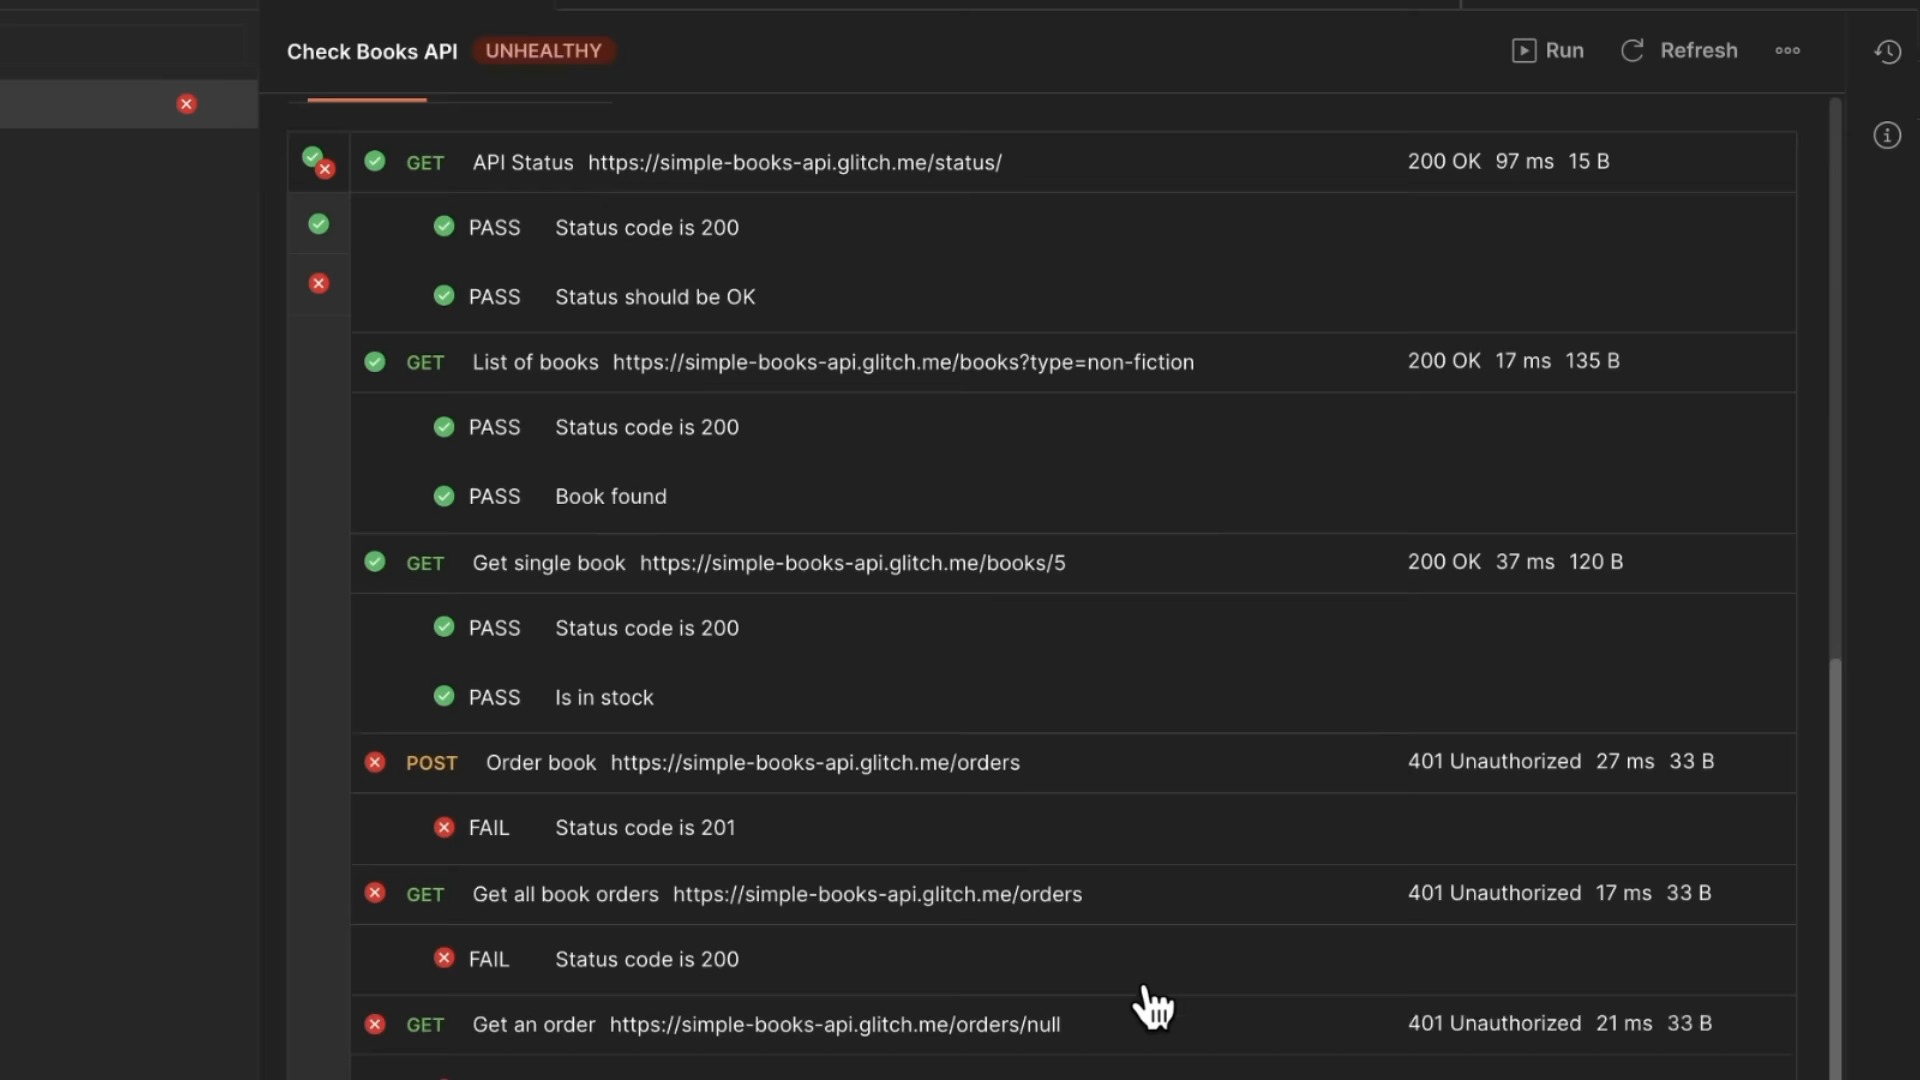 Check Books API UNHEALTHY Run Refresh
GET API Status https://simple-books-api.glitch.me/status/ 200 OK 97 ms 15 B
PASS Status code is 200
PASS Status should be OK
GET List of books https://simple-books-api.glitch.me/books?type=non-fiction 200 OK 17 ms 135 B
PASS Status code is 200
PASS Book found
GET Get single book https://simple-books-api.glitch.me/books/5 200 OK 37 ms 120 B
PASS Status code is 200
PASS Is in stock
POST Order book https://simple-books-api.glitch.me/orders 401 Unauthorized 27 ms 33 B
FAIL Status code is 201
GET Get all book orders https://simple-books-api.glitch.me/orders 401 Unauthorized 17 ms 33 B
FAIL Status code is 200
GET Get an order https://simple-books-api.glitch.me/orders/null 401 Unauthorized 21 ms 33 B